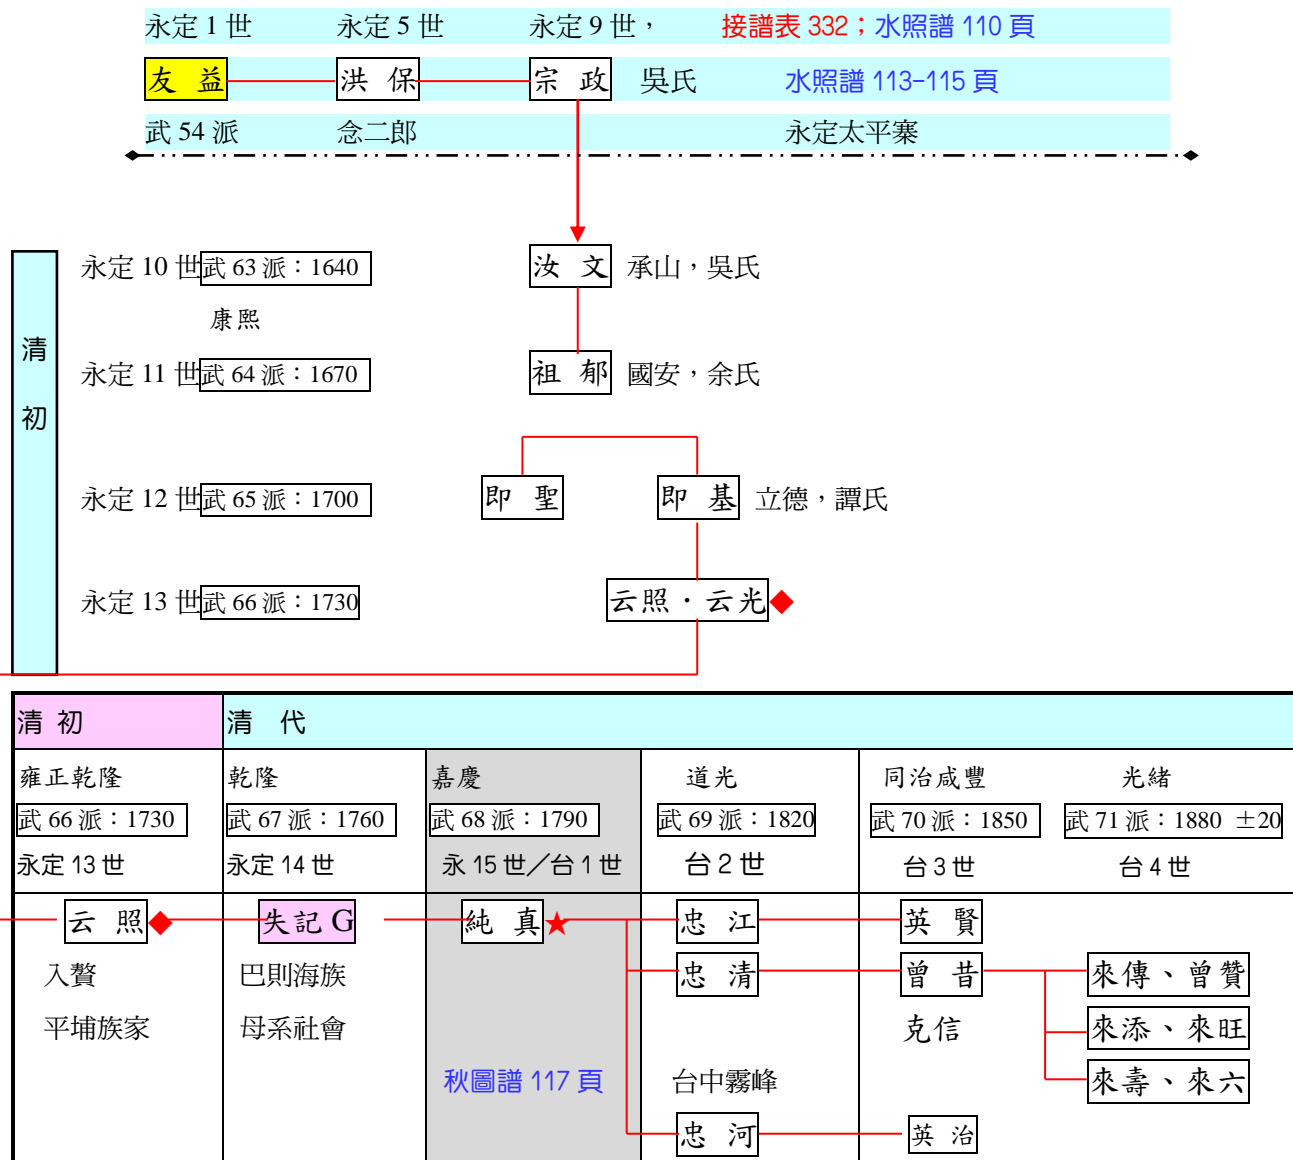 永定 1 世 永定 5 世 永定 9 世， 接譜表 332；水照譜 110 頁
友 益 洪 保 宗 政 吳氏 水照譜 113-115 頁
武 54 派 念二郎 永定太平寨
清初
永定 10 世 武 63 派：1640 汝 文 承山，吳氏
康熙
永定 11 世 武 64 派：1670 祖 郁 國安，余氏
永定 12 世 武 65 派：1700 即 聖 即 基 立德，譚氏
永定 13 世 武 66 派：1730 云照．云光
清 初 清 代
雍正乾隆 乾隆 嘉慶 道光 同治咸豐 光緒
武 66 派：1730 武 67 派：1760 武 68 派：1790 武 69 派：1820 武 70 派：1850 武 71 派：1880 ±20
永定 13 世 永定 14 世 永 15 世／台 1 世 台 2 世 台 3 世 台 4 世
云 照 失記 G 純 真 忠 江 英 賢
入贅 巴則海族 忠 清 曾 昔 來傳、曾贊
平埔族家 母系社會 克信 來添、來旺
秋圖譜 117 頁 台中霧峰 來壽、來六
忠 河 英 治